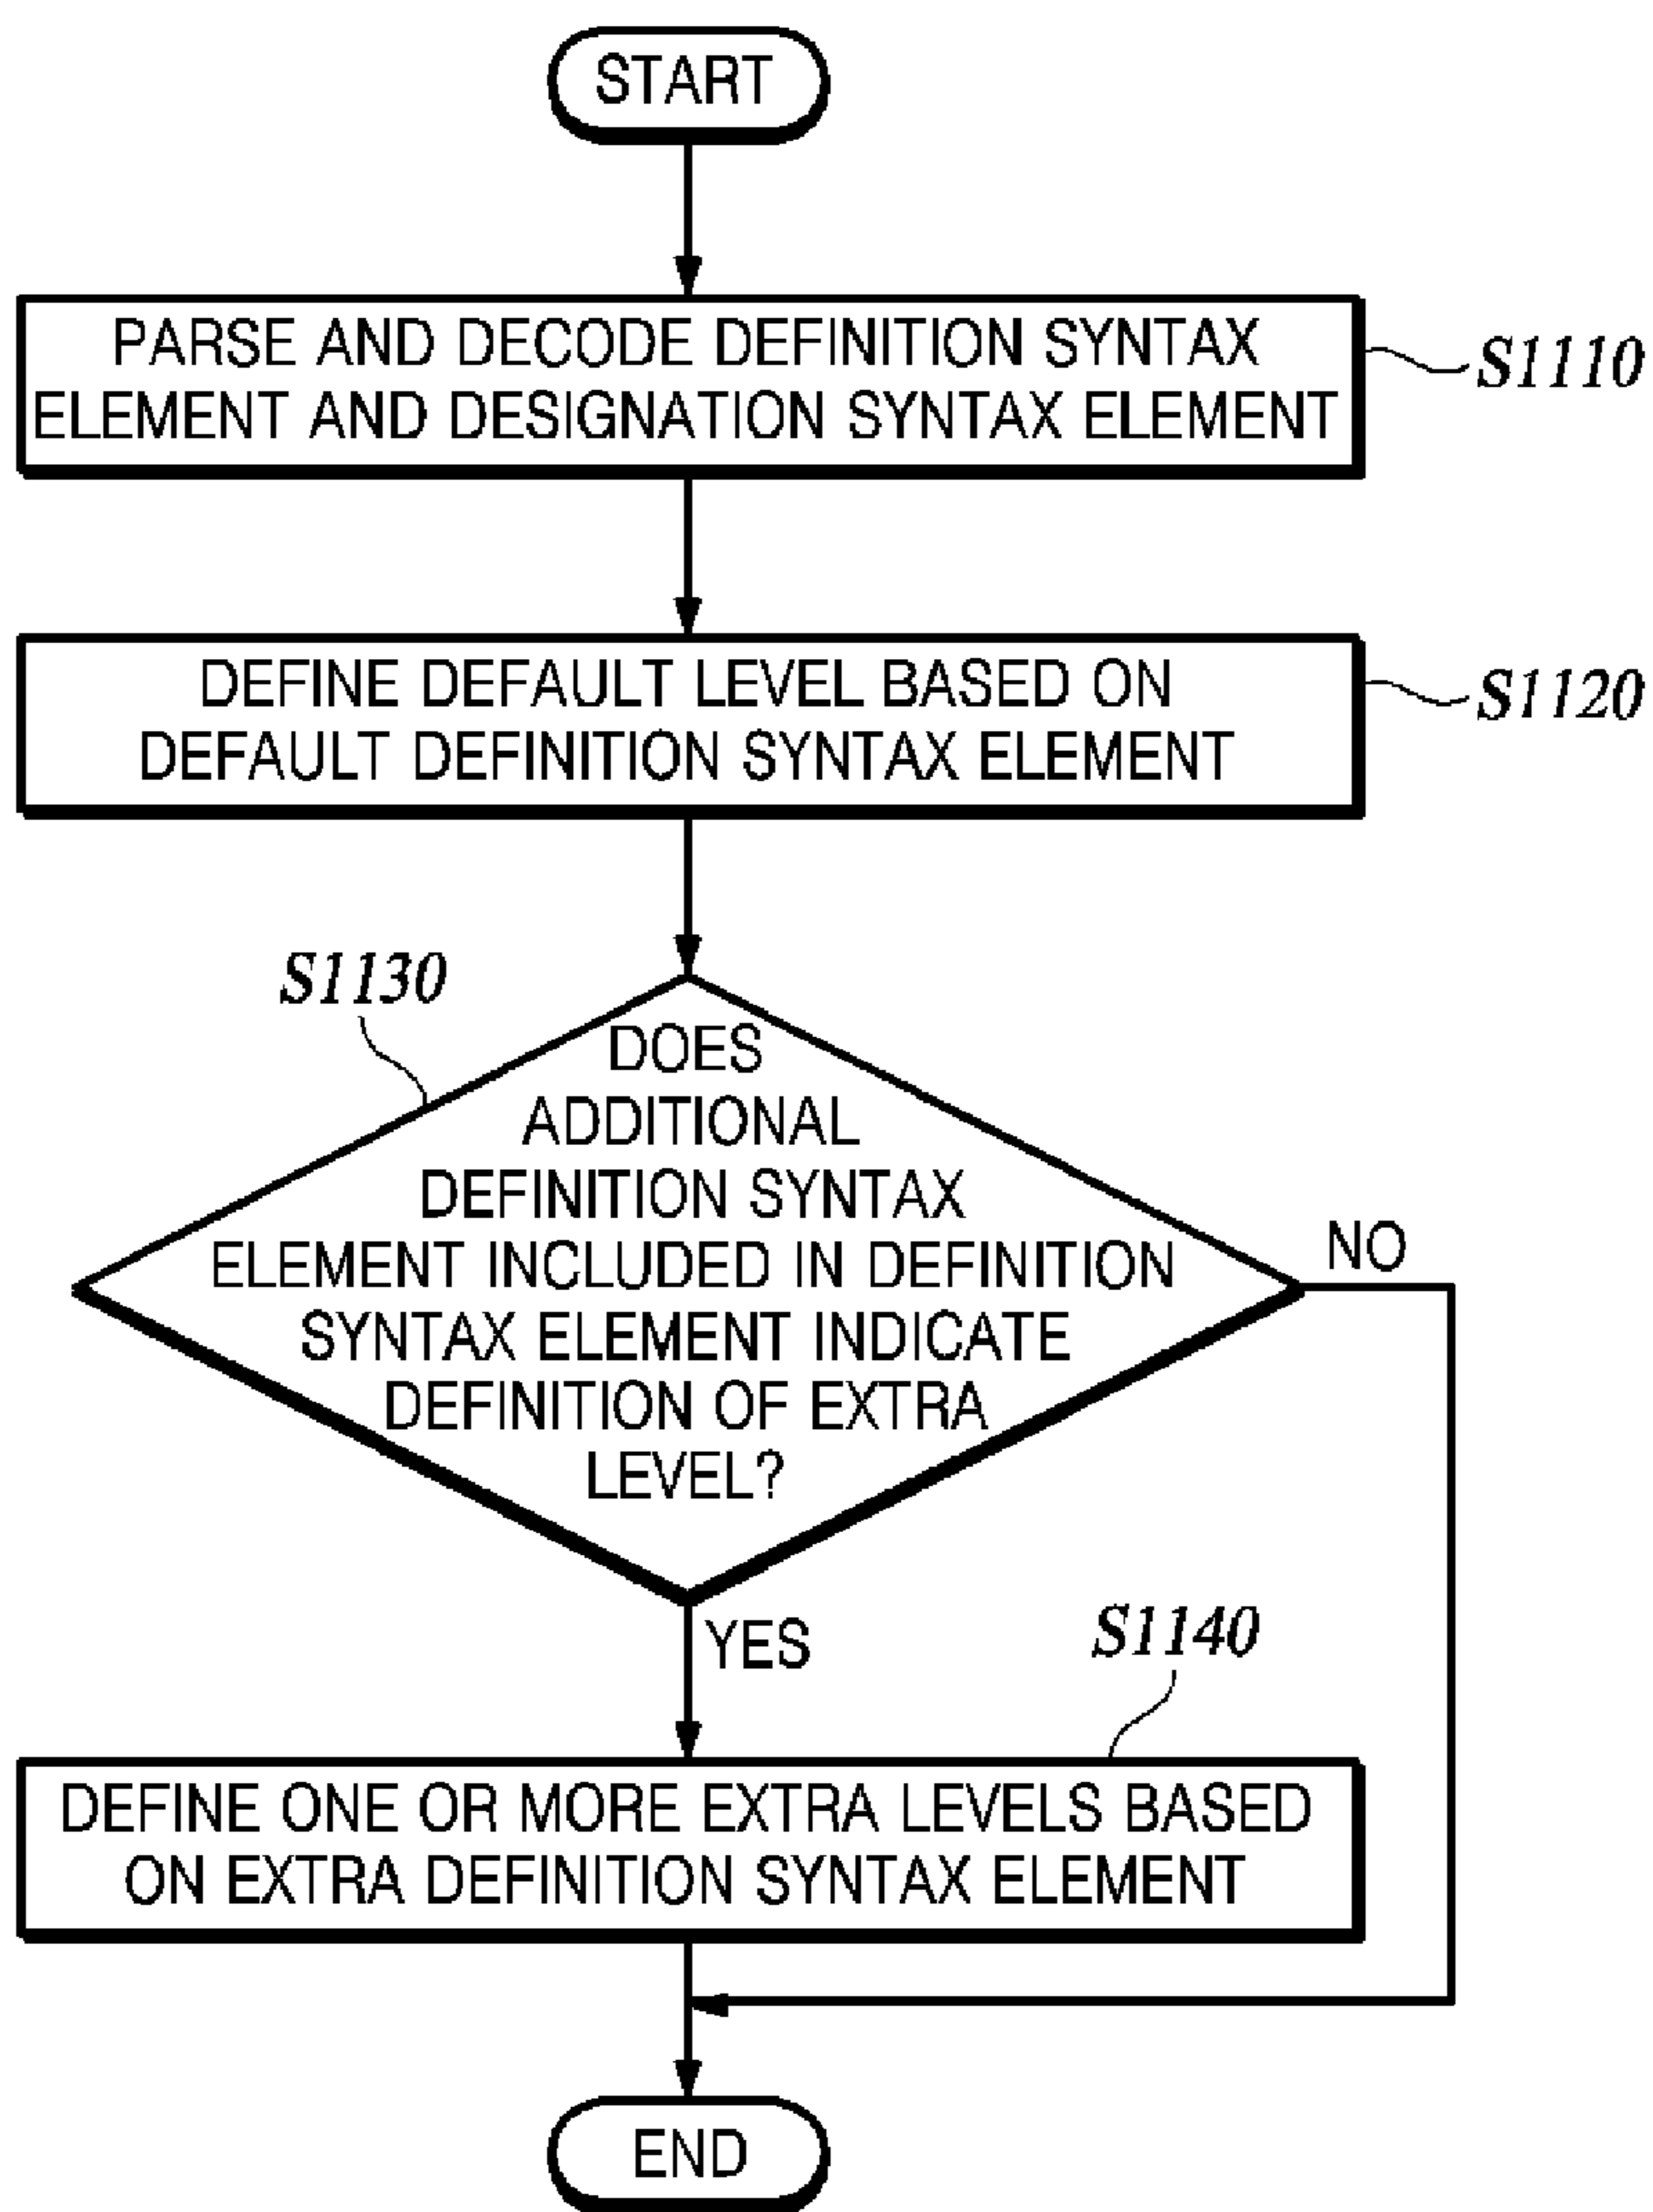 START
PARSE AND DECODE DEFINITION SYNTAX
ELEMENT AND DESIGNATION SYNTAX ELEMENT
S1110
DEFINE DEFAULT LEVEL BASED ON
DEFAULT DEFINITION SYNTAX ELEMENT
S1120
S1130
DOES
ADDITIONAL
DEFINITION SYNTAX
ELEMENT INCLUDED IN DEFINITION
SYNTAX ELEMENT INDICATE
DEFINITION OF EXTRA
LEVEL?
NO
YES
S1140
DEFINE ONE OR MORE EXTRA LEVELS BASED
ON EXTRA DEFINITION SYNTAX ELEMENT
END